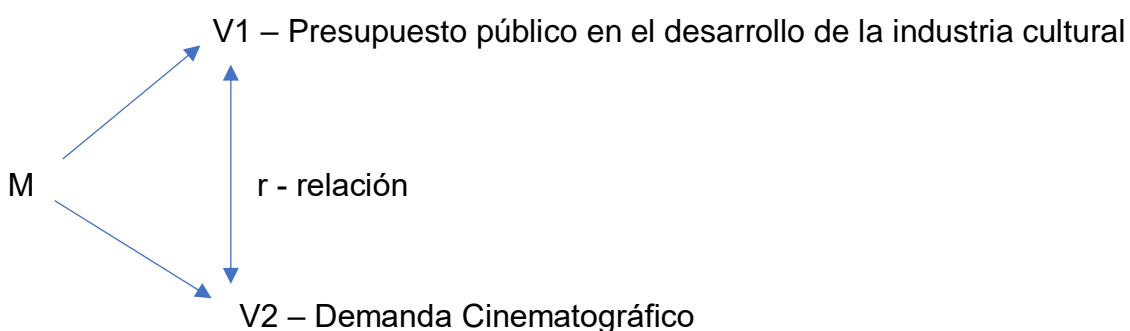 V1 – Presupuesto público en el desarrollo de la industria cultural
M
r - relación
V2 – Demanda Cinematográfico